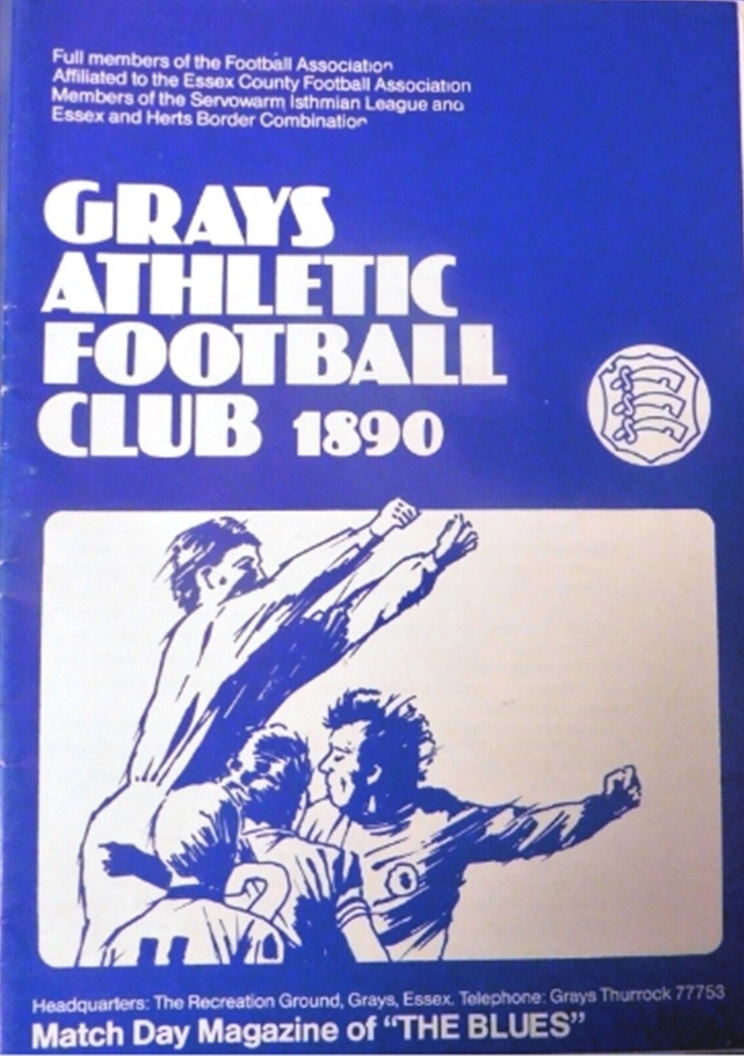 Full members of the Football Association
Affiliated to the Essex County Football Association
Members of the Servowarm Isthmian League and
Essex and Herts Border Combination
GRAYS
ATHLETIC
FOOTBALL
CLUB 1890
2
11
Headquarters: The Recreation Ground, Grays, Essex. Telephone: Grays Thurrock 77753
Match Day Magazine of "THE BLUES"